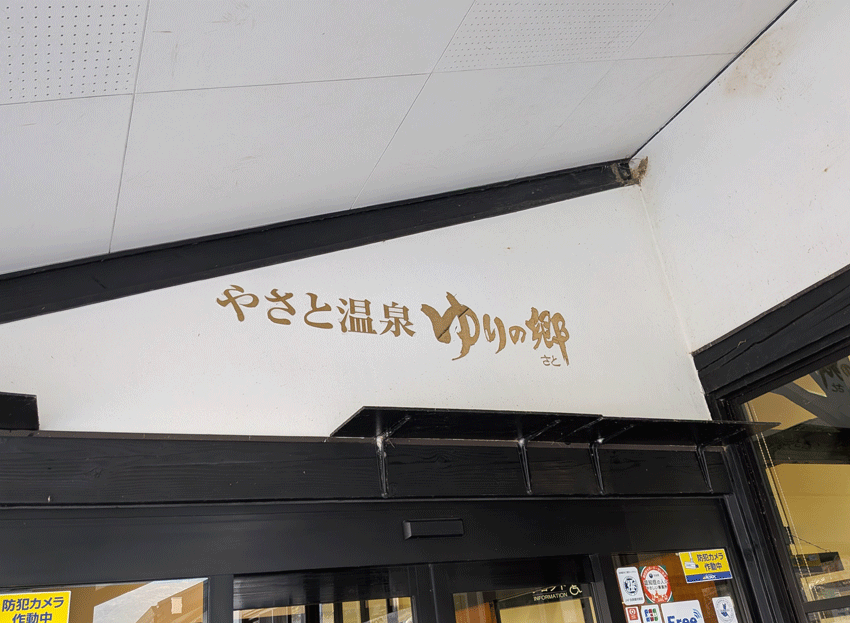 やさと温泉 ゆりの郷
さと
防犯カメラ
作動中
防犯カメラ
作動中
INFORMATION
JCB
Free